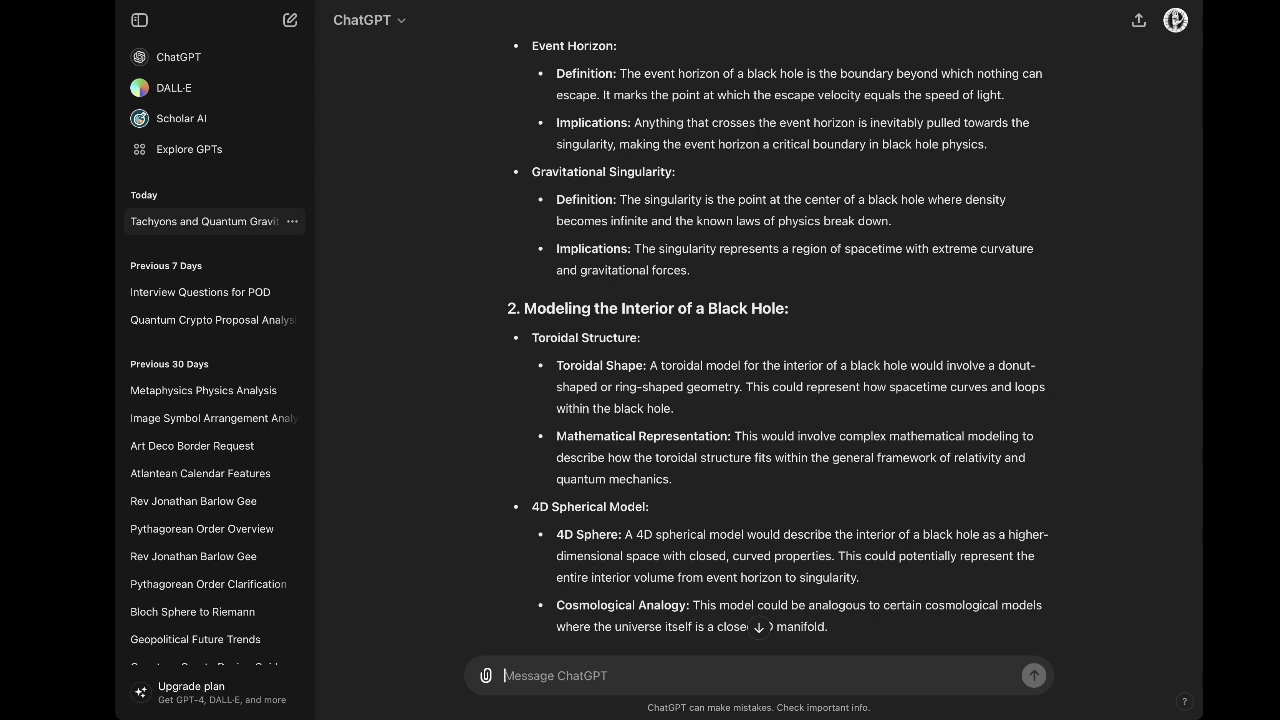 ChatGPT
DALL·E
Scholar AI
Explore GPTs
Today
Tachyons and Quantum Gravit
Previous 7 Days
Interview Questions for POD
Quantum Crypto Proposal Analysi
Previous 30 Days
Metaphysics Physics Analysis
Image Symbol Arrangement Analy
Art Deco Border Request
Atlantean Calendar Features
Rev Jonathan Barlow Gee
Pythagorean Order Overview
Rev Jonathan Barlow Gee
Pythagorean Order Clarification
Bloch Sphere to Riemann
Geopolitical Future Trends
Upgrade plan
Get GPT-4, DALL·E, and more
ChatGPT
• Event Horizon:
• Definition: The event horizon of a black hole is the boundary beyond which nothing can
escape. It marks the point at which the escape velocity equals the speed of light.
• Implications: Anything that crosses the event horizon is inevitably pulled towards the
singularity, making the event horizon a critical boundary in black hole physics.
• Gravitational Singularity:
• Definition: The singularity is the point at the center of a black hole where density
becomes infinite and the known laws of physics break down.
• Implications: The singularity represents a region of spacetime with extreme curvature
and gravitational forces.
2. Modeling the Interior of a Black Hole:
• Toroidal Structure:
• Toroidal Shape: A toroidal model for the interior of a black hole would involve a donut-
shaped or ring-shaped geometry. This could represent how spacetime curves and loops
within the black hole.
• Mathematical Representation: This would involve complex mathematical modeling to
describe how the toroidal structure fits within the general framework of relativity and
quantum mechanics.
• 4D Spherical Model:
• 4D Sphere: A 4D spherical model would describe the interior of a black hole as a higher-
dimensional space with closed, curved properties. This could potentially represent the
entire interior volume from event horizon to singularity.
• Cosmological Analogy: This model could be analogous to certain cosmological models
where the universe itself is a close manifold.
Message ChatGPT
ChatGPT can make mistakes. Check important info.
?